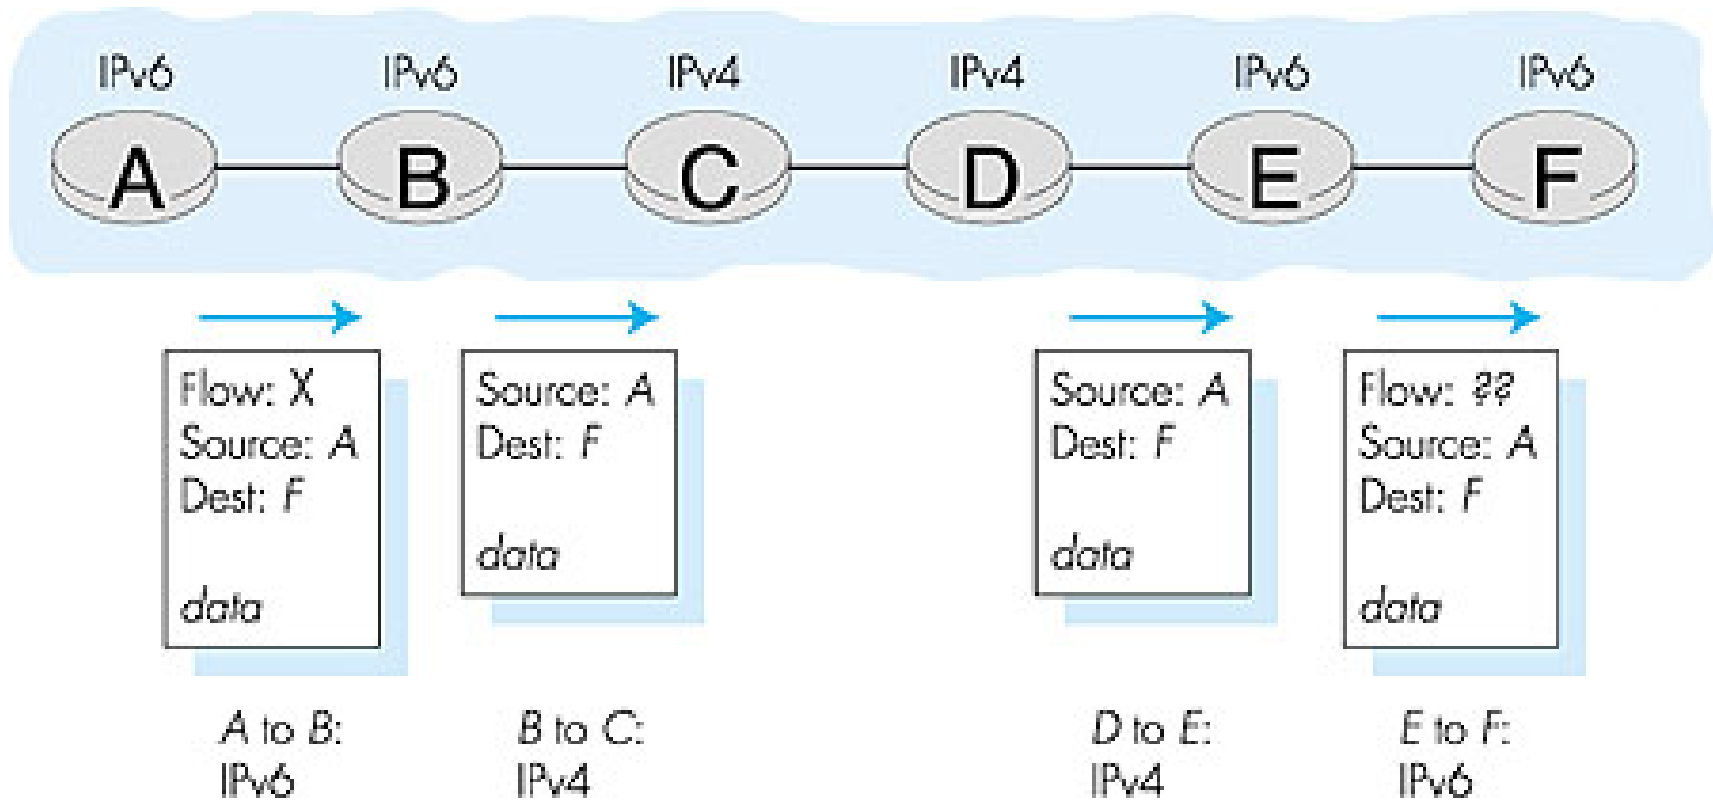 IPv6 IPv6 IPv4 IPv4 IPv6 IPv6
A B C D E F
Flow: X
Source: A
Dest: F
data
A to B:
IPv6
Source: A
Dest: F
data
B to C:
IPv4
Source: A
Dest: F
data
D to E:
IPv4
Flow: ??
Source: A
Dest: F
data
E to F:
IPv6